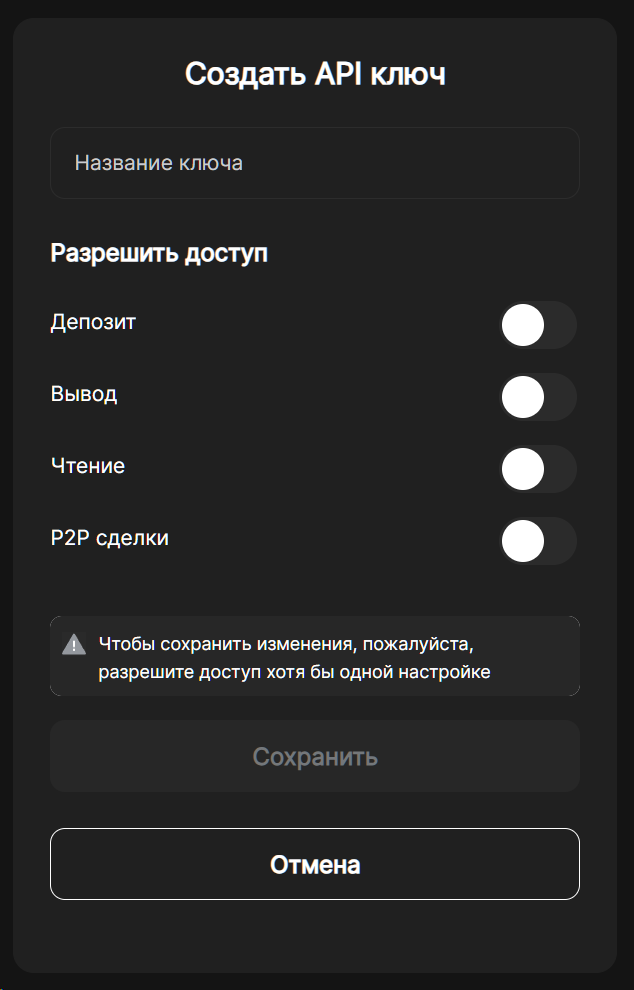 Создать API ключ
Название ключа
Разрешить доступ
Депозит
Вывод
Чтение
P2P сделки
Чтобы сохранить изменения, пожалуйста,
разрешите доступ хотя бы одной настройке
Сохранить
Отмена